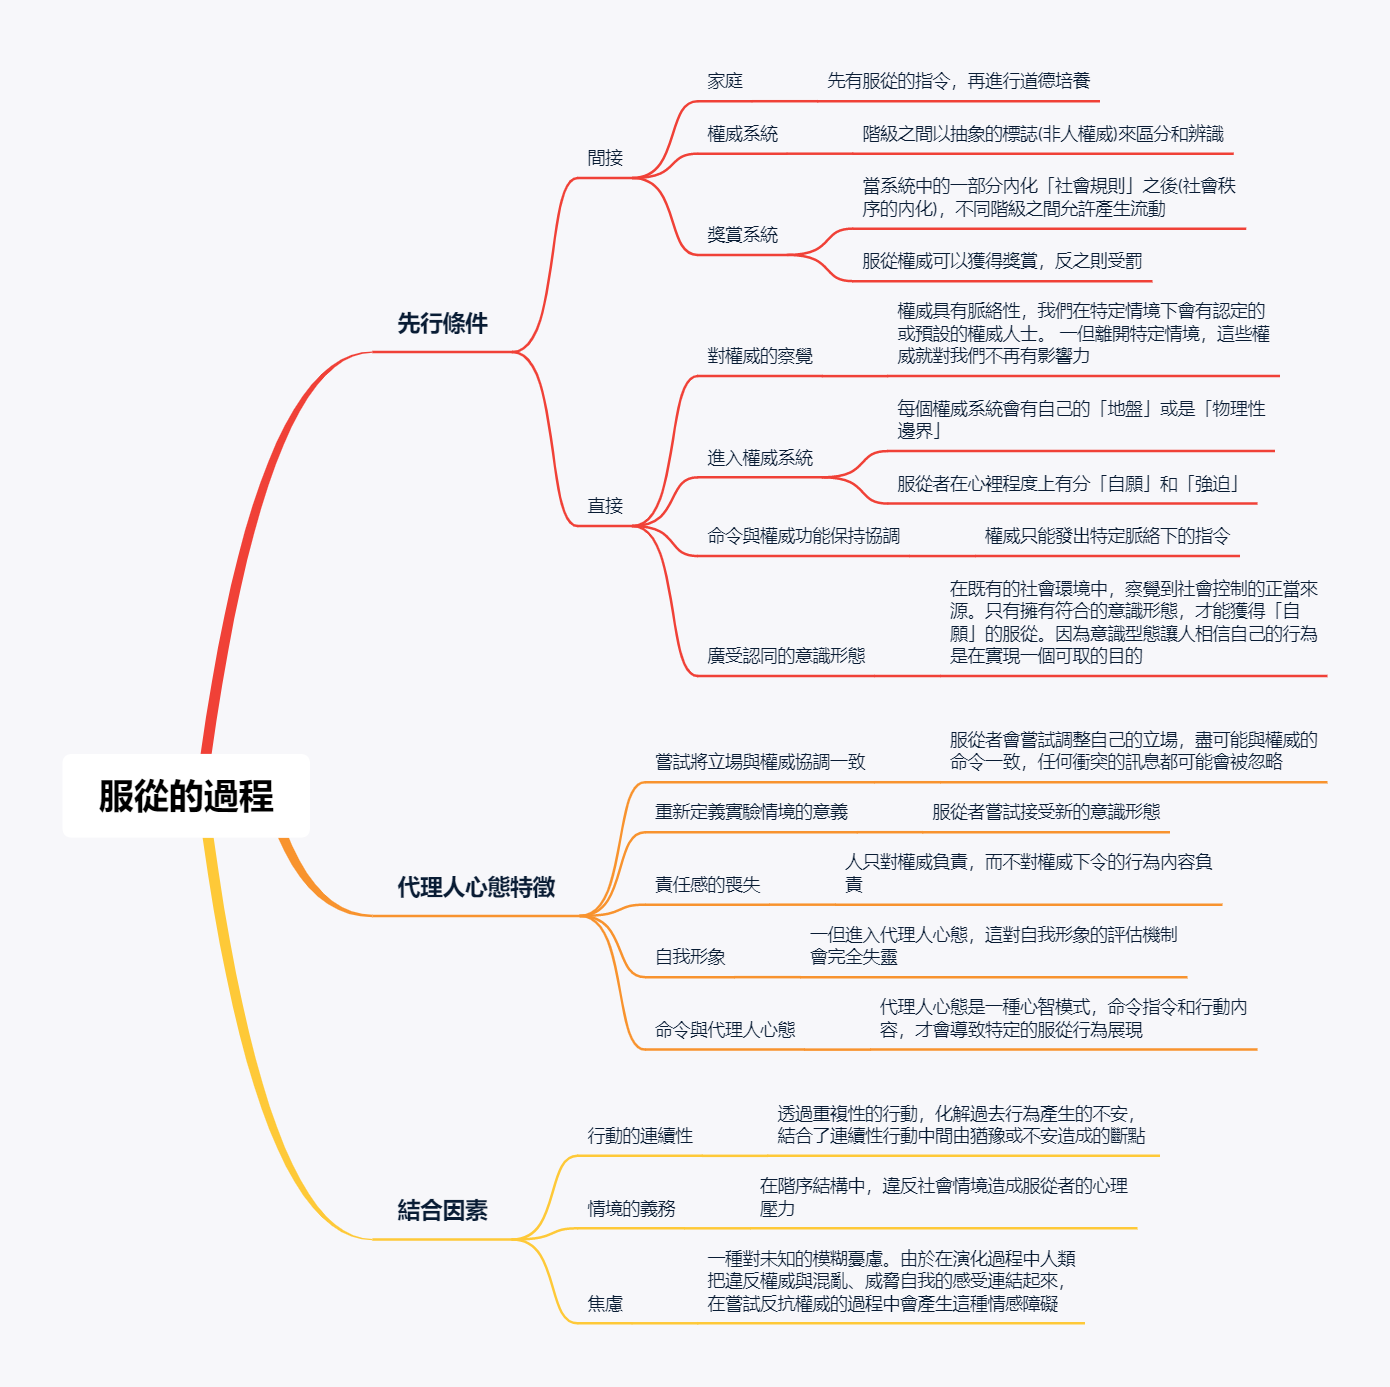 服從的過程
先行條件
間接
家庭
先有服從的指令，再進行道德培養
權威系統
階級之間以抽象的標誌(非人權威)來區分和辨識
獎賞系統
當系統中的一部分內化「社會規則」之後(社會秩
序的內化)，不同階級之間允許產生流動
服從權威可以獲得獎賞，反之則受罰
直接
對權威的察覺
權威具有脈絡性，我們在特定情境下會有認定的
或預設的權威人士。 一但離開特定情境，這些權
威就對我們不再有影響力
進入權威系統
每個權威系統會有自己的「地盤」或是「物理性
邊界」
服從者在心裡程度上有分「自願」和「強迫」
命令與權威功能保持協調
權威只能發出特定脈絡下的指令
廣受認同的意識形態
在既有的社會環境中，察覺到社會控制的正當來
源。只有擁有符合的意識形態，才能獲得「自
願」的服從。因為意識型態讓人相信自己的行為
是在實現一個可取的目的
代理人心態特徵
嘗試將立場與權威協調一致
服從者會嘗試調整自己的立場，盡可能與權威的
命令一致，任何衝突的訊息都可能會被忽略
重新定義實驗情境的意義
服從者嘗試接受新的意識形態
責任感的喪失
人只對權威負責，而不對權威下令的行為內容負
責
自我形象
一但進入代理人心態，這對自我形象的評估機制
會完全失靈
命令與代理人心態
代理人心態是一種心智模式，命令指令和行動內
容，才會導致特定的服從行為展現
結合因素
行動的連續性
透過重複性的行動，化解過去行為產生的不安，
結合了連續性行動中間由猶豫或不安造成的斷點
情境的義務
在階序結構中，違反社會情境造成服從者的心理
壓力
焦慮
一種對未知的模糊憂慮。由於在演化過程中人類
把違反權威與混亂、威脅自我的感受連結起來，
在嘗試反抗權威的過程中會產生這種情感障礙